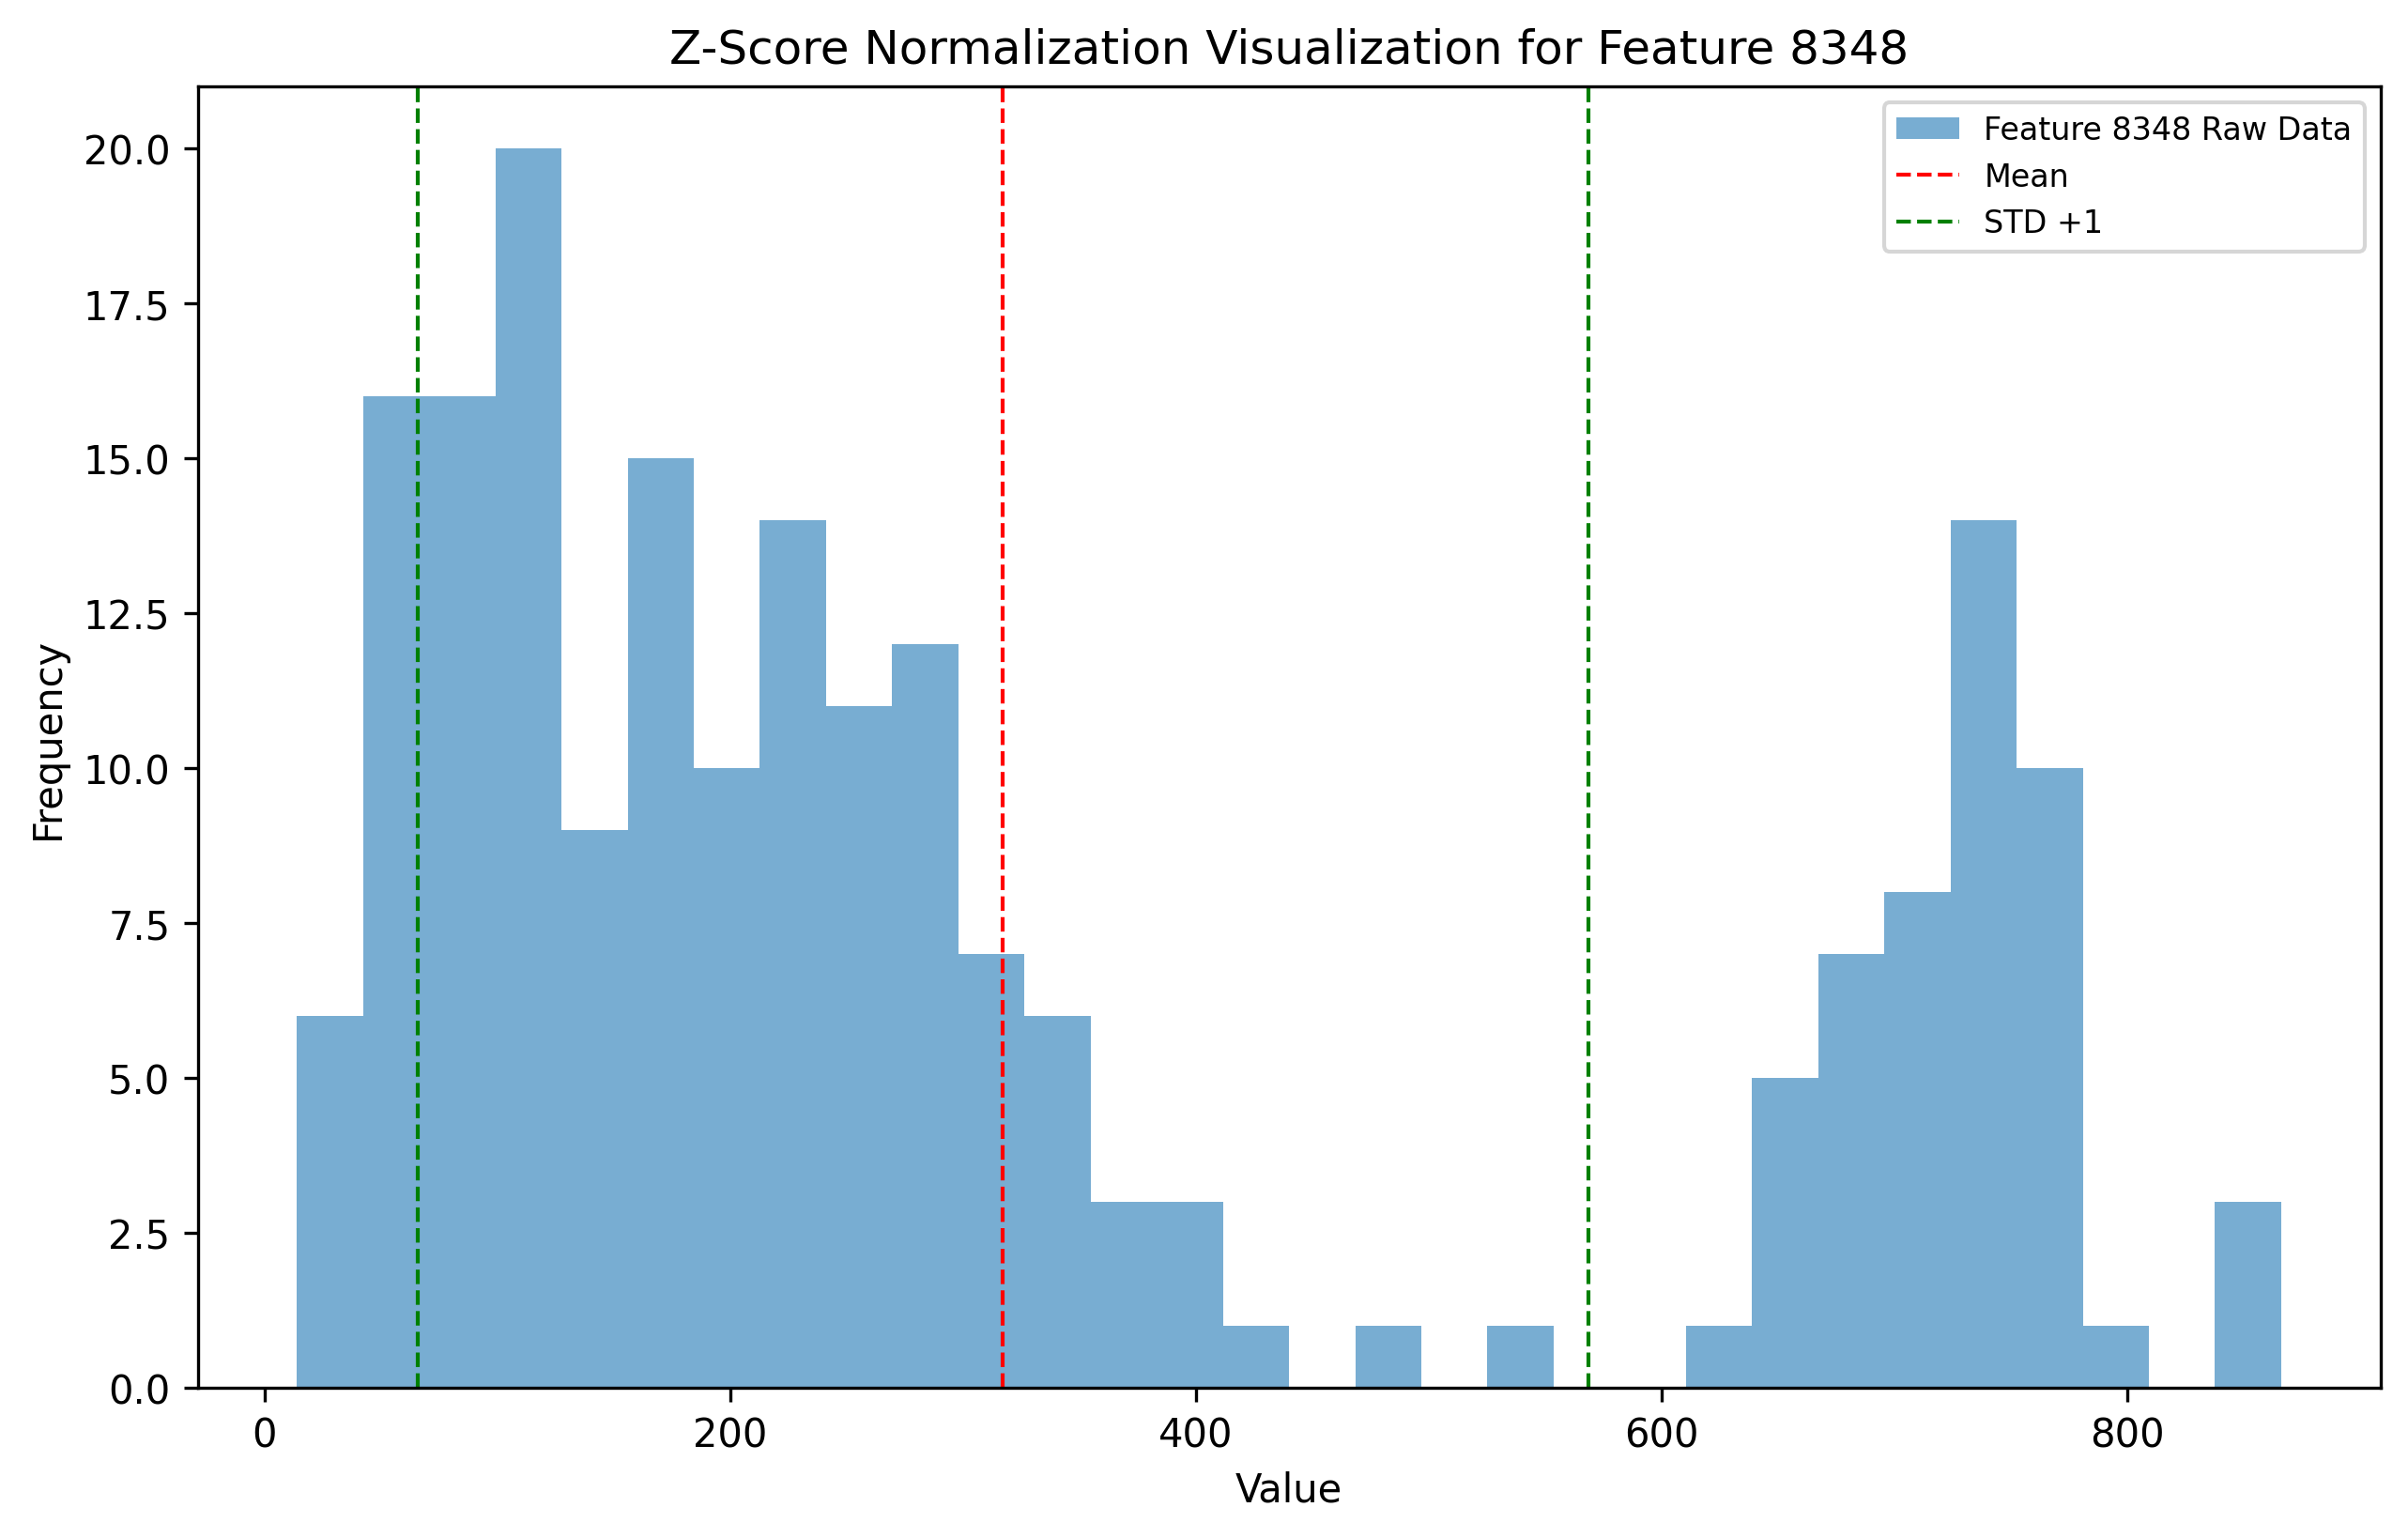 Z-Score Normalization Visualization for Feature 8348
Feature 8348 Raw Data
Mean
STD +1
20.0
17.5
15.0
12.5
10.0
7.5
5.0
2.5
0.0
Frequency
0 200 400 600 800
Value